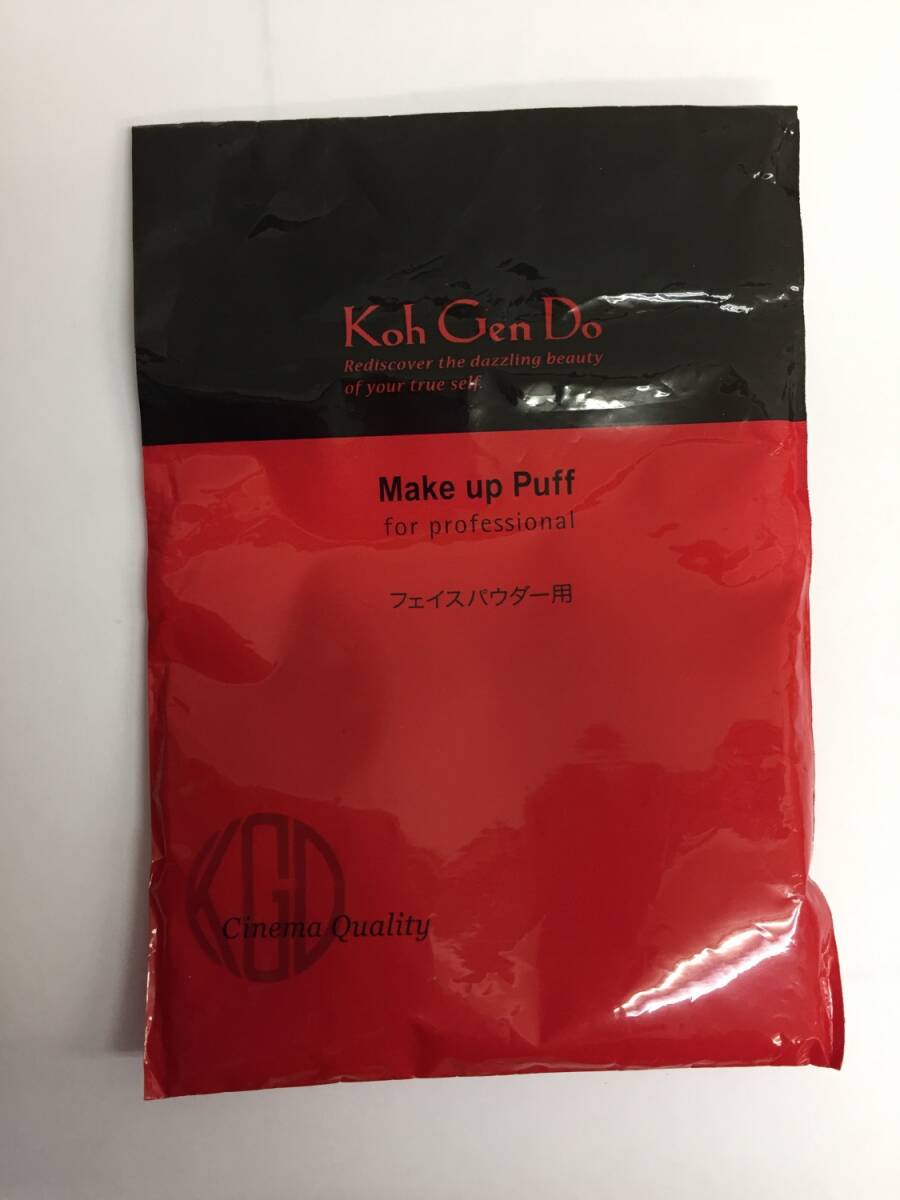 Koh Gen Do
Rediscover the dazzling beauty
of your true self.
Make up Puff
for professional
フェイスパウダー用
KGD
Cinema Quality